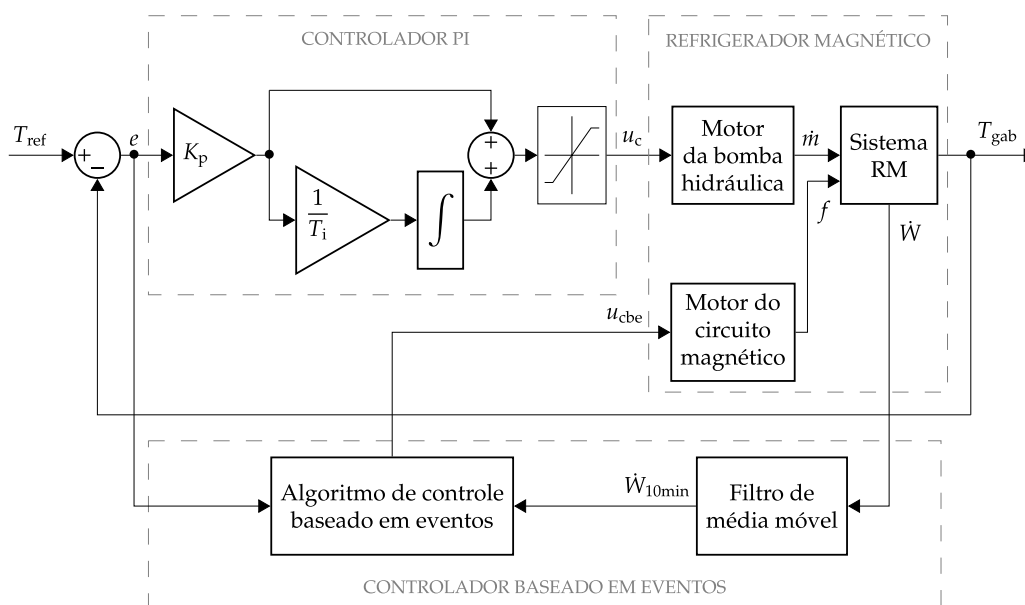 CONTROLADOR PI
REFRIGERADOR MAGNÉTICO
T_ref
+
−
e
K_p
1
T_i
∫
+
+
u_c
Motor
da bomba
hidráulica
ṁ
f
Sistema
RM
T_gab
Ẇ
u_cbe
Motor do
circuito
magnético
Algoritmo de controle
baseado em eventos
Ẇ_10min
Filtro de
média móvel
CONTROLADOR BASEADO EM EVENTOS